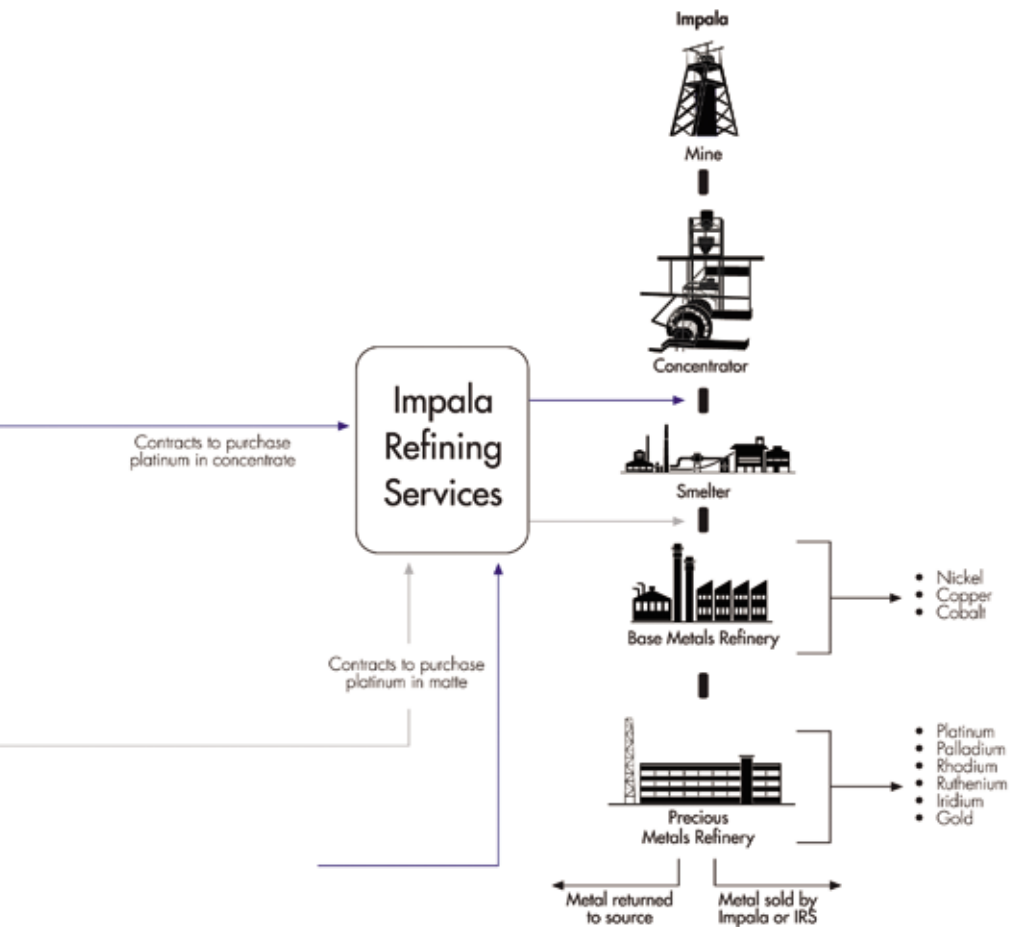 Impala
Mine
Concentrator
Impala
Refining
Services
Contracts to purchase
platinum in concentrate
Smelter
Base Metals Refinery
• Nickel
• Copper
• Cobalt
Contracts to purchase
platinum in matte
Precious
Metals Refinery
• Platinum
• Palladium
• Rhodium
• Ruthenium
• Iridium
• Gold
Metal returned
to source
Metal sold by
Impala or IRS